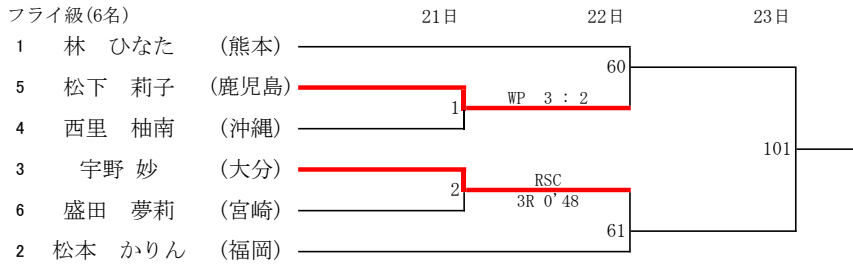 フライ級(6名) 21日 22日 23日
1 林 ひなた (熊本)
60
5 松下 莉子 (鹿児島)
WP 3 : 2
1
4 西里 柚南 (沖縄)
101
3 宇野 妙 (大分)
RSC
2
3R 0'48
6 盛田 夢莉 (宮崎)
61
2 松本 かりん (福岡)